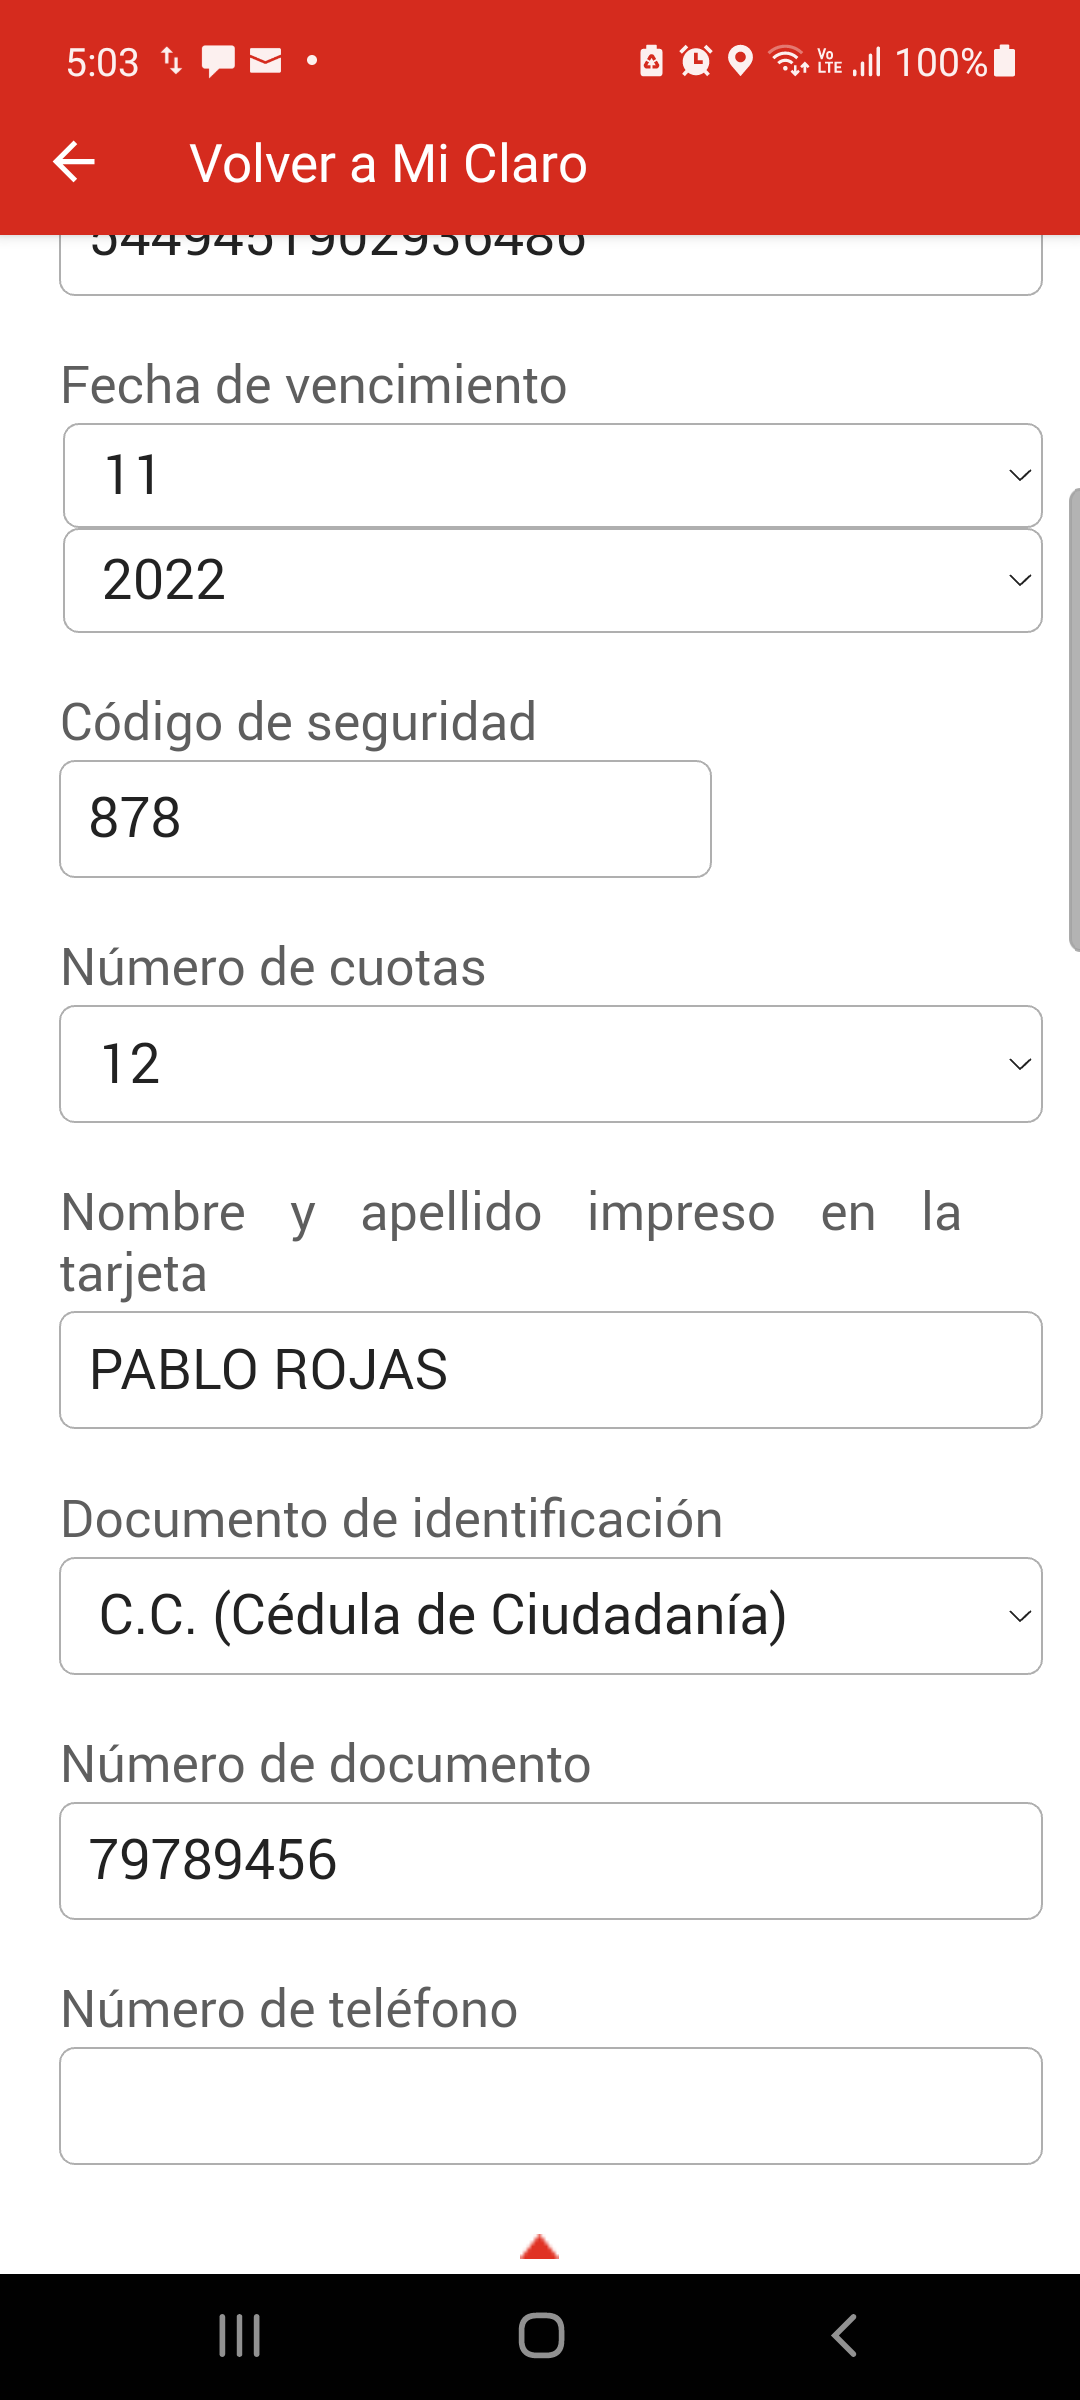 5:03
100%
Volver a Mi Claro
5449451902936486
Fecha de vencimiento
11
2022
Código de seguridad
878
Número de cuotas
12
Nombre y apellido impreso en la
tarjeta
PABLO ROJAS
Documento de identificación
C.C. (Cédula de Ciudadanía)
Número de documento
79789456
Número de teléfono